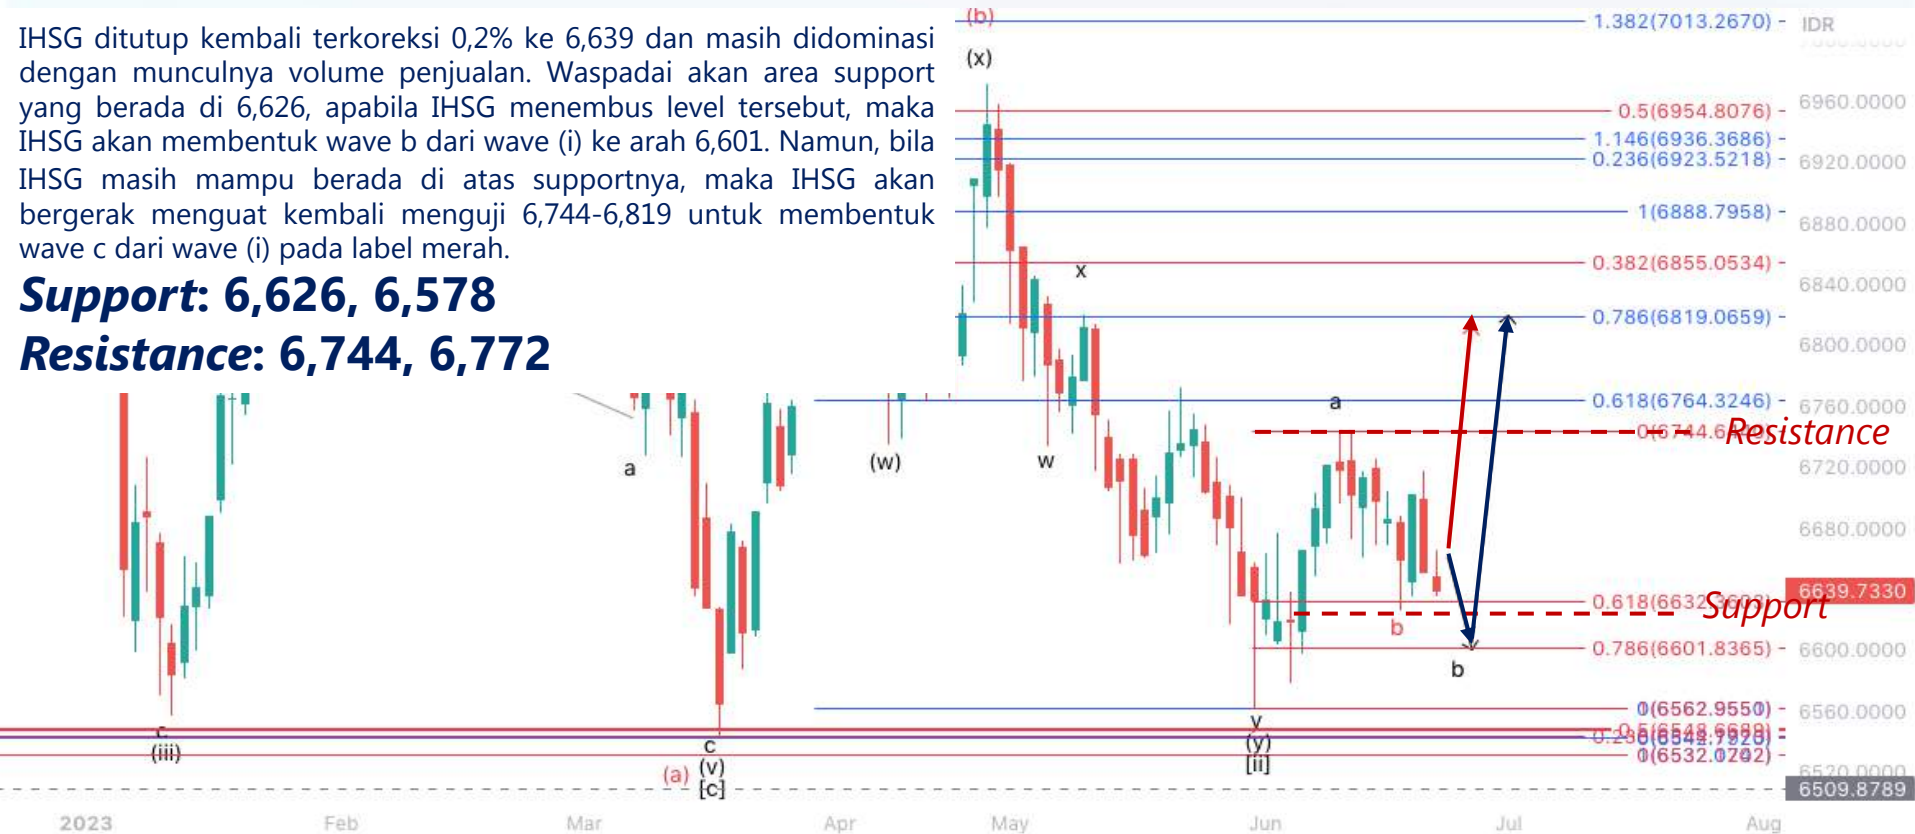 IHSG ditutup kembali terkoreksi 0,2% ke 6,639 dan masih didominasi
dengan munculnya volume penjualan. Waspadai akan area support
yang berada di 6,626, apabila IHSG menembus level tersebut, maka
IHSG akan membentuk wave b dari wave (i) ke arah 6,601. Namun, bila
IHSG masih mampu berada di atas supportnya, maka IHSG akan
bergerak menguat kembali menguji 6,744-6,819 untuk membentuk
wave c dari wave (i) pada label merah.
Support: 6,626, 6,578
Resistance: 6,744, 6,772
(b)
(x)
1.382(7013.2670)
IDR
0.5(6954.8076)
6960.0000
1.146(6936.3686)
0.236(6923.5218)
6920.0000
1(6888.7958)
6880.0000
0.382(6855.0534)
x
6840.0000
0.786(6819.0659)
6800.0000
0.618(6764.3246)
6760.0000
a
Resistance
a
(w)
w
6720.0000
6680.0000
6639.7330
Support
b
0.786(6601.8365)
6600.0000
b
(6562.9550)
6560.0000
c
(iii)
c
(v)
[c]
(a)
v
(y)
[ii]
6520.0000
6509.8789
2023
Feb
Mar
Apr
May
Jun
Jul
Aug